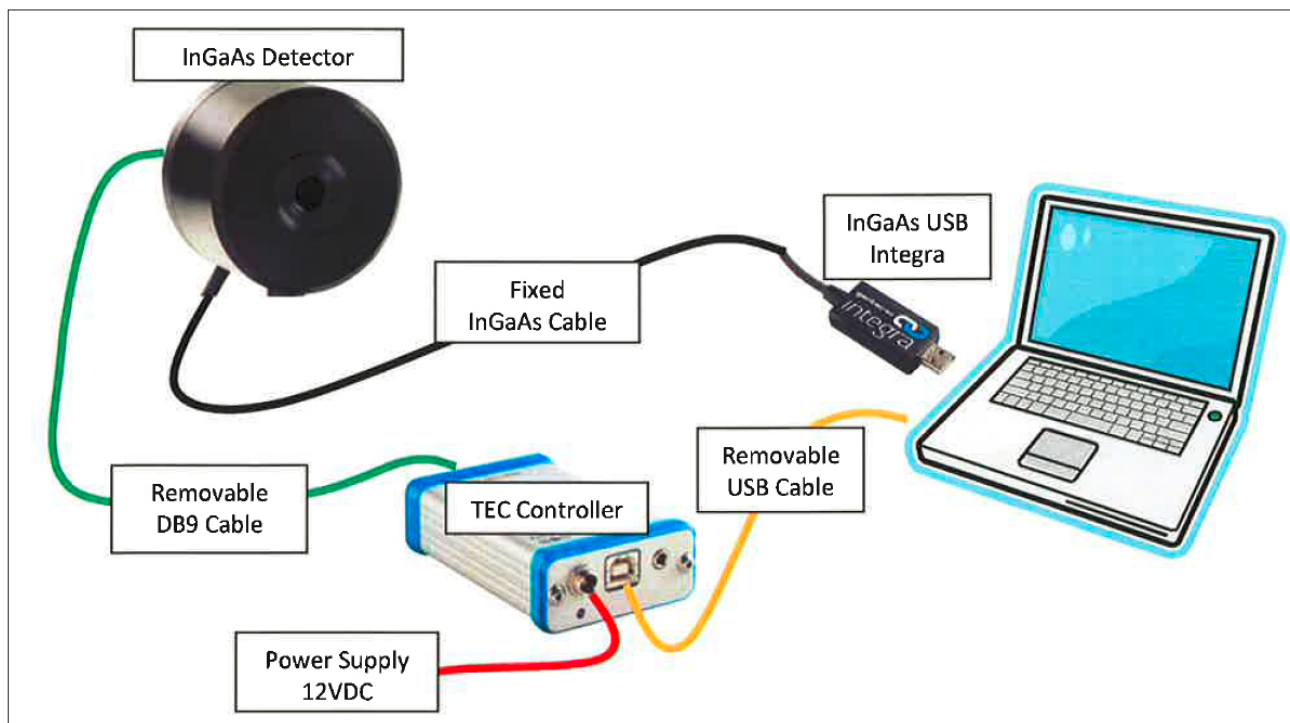 InGaAs Detector
InGaAs USB
Integra
Fixed
InGaAs Cable
integra
Removable
USB Cable
Removable
DB9 Cable
TEC Controller
Power Supply
12VDC